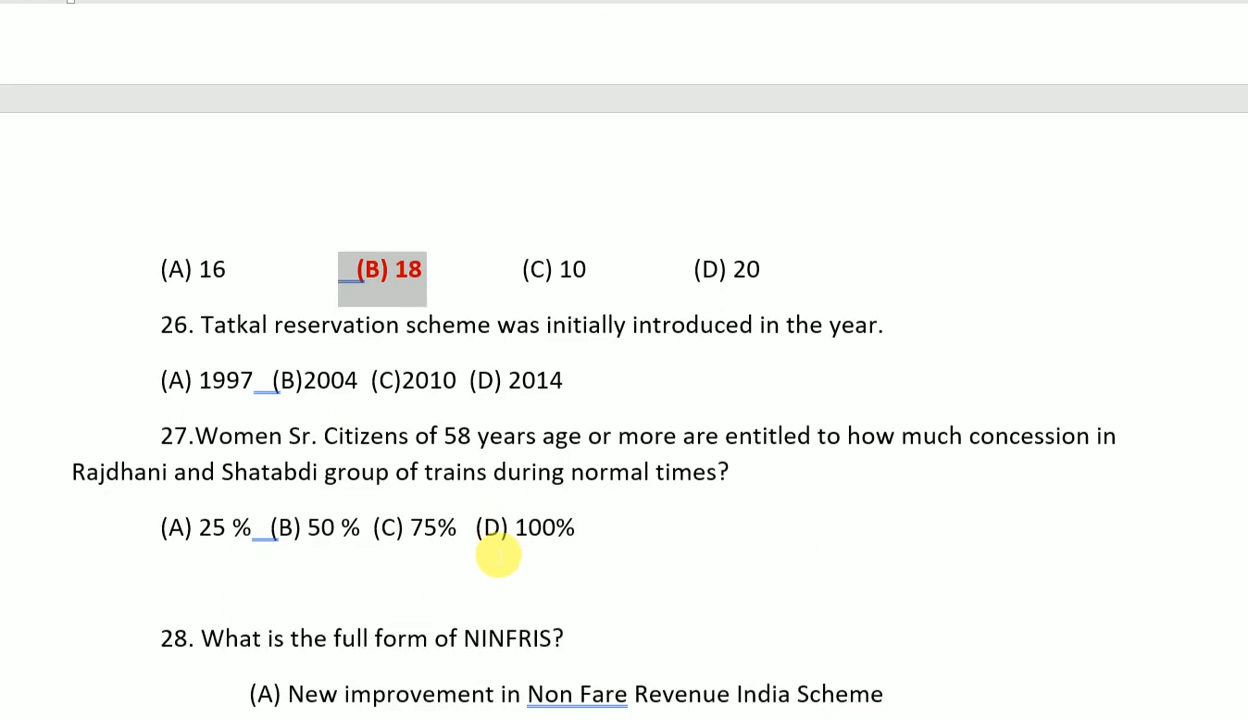 (A) 16 (B) 18 (C) 10 (D) 20
26. Tatkal reservation scheme was initially introduced in the year.
(A) 1997 (B)2004 (C)2010 (D) 2014
27.Women Sr. Citizens of 58 years age or more are entitled to how much concession in
Rajdhani and Shatabdi group of trains during normal times?
(A) 25 % (B) 50 % (C) 75% (D) 100%
28. What is the full form of NINFRIS?
(A) New improvement in Non Fare Revenue India Scheme